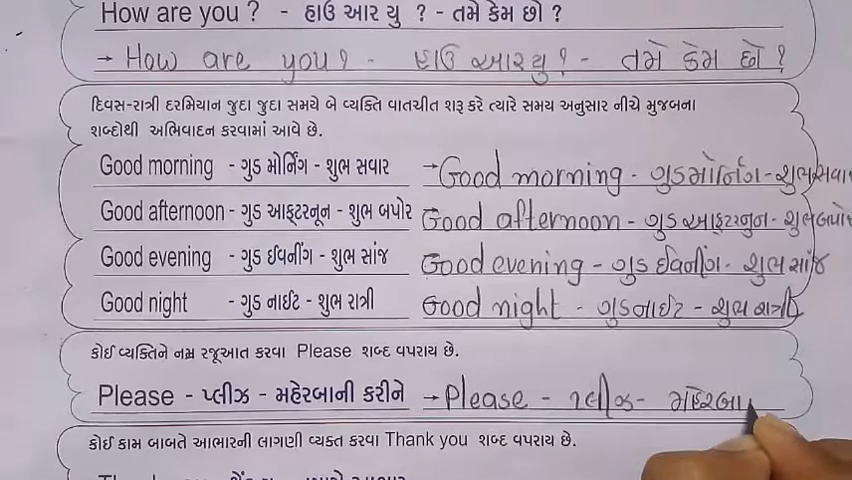 How are you ? - હાઉ આર યુ ? - તમે કેમ છો ?
→ How are you? - હાઉ આર યુ? - તમે કેમ છો?
દિવસ-રાત્રી દરમિયાન જુદા જુદા સમયે બે વ્યક્તિ વાતચીત શરૂ કરે ત્યારે સમય અનુસાર નીચે મુજબના
શબ્દોથી અભિવાદન કરવામાં આવે છે.
Good morning - ગુડ મોર્નિંગ - શુભ સવાર → Good morning - ગુડ મોર્નિંગ - શુભ સવા
Good afternoon - ગુડ આફ્ટરનૂન - શુભ બપોર Good afternoon - ગુડ આફ્ટરનુન - શુભ બપો
Good evening - ગુડ ઈવનીંગ - શુભ સાંજ Good evening - ગુડ ઈવનીંગ - શુભ સાંજ
Good night - ગુડ નાઈટ - શુભ રાત્રી Good night - ગુડ નાઈટ - શુભ રાત્રી
કોઈ વ્યક્તિને નમ્ર રજૂઆત કરવા Please શબ્દ વપરાય છે.
Please - પ્લીઝ - મહેરબાની કરીને → Please - પ્લીઝ - મહેરબા
કોઈ કામ બાબતે આભારની લાગણી વ્યક્ત કરવા Thank you શબ્દ વપરાય છે.